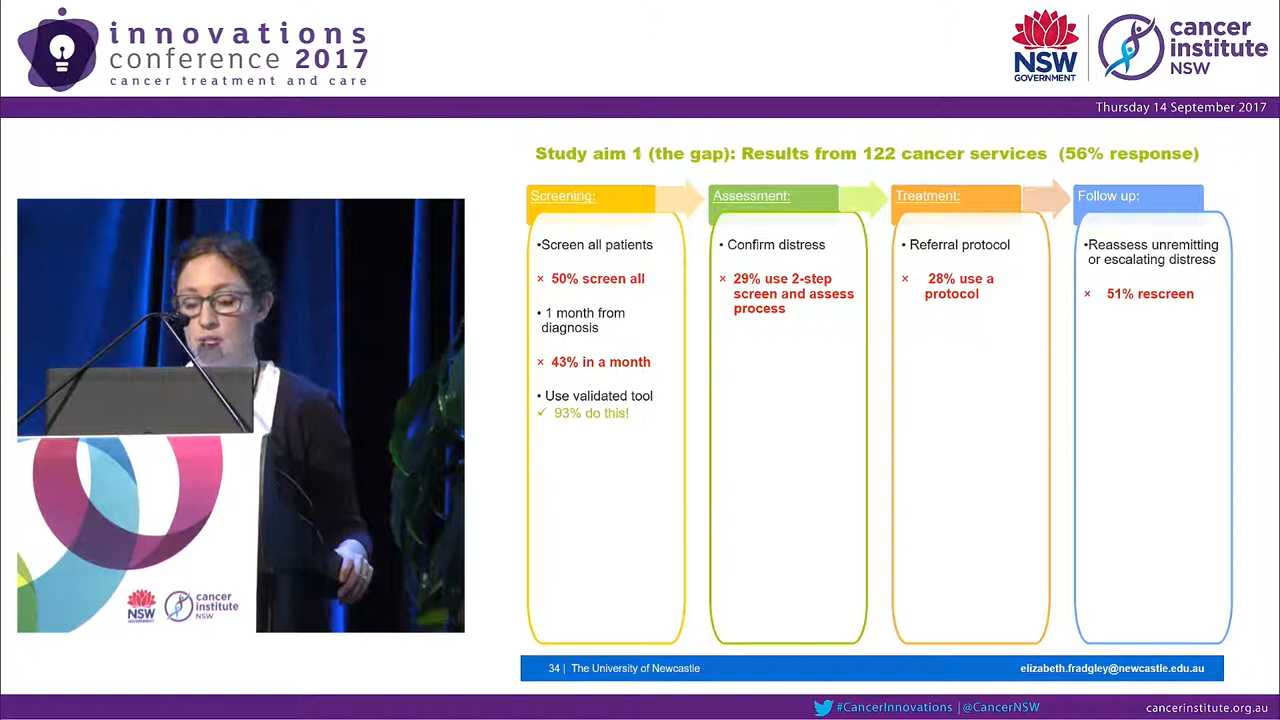 innovations
conference 2017
cancer treatment and care
NSW
GOVERNMENT
cancer
institute
NSW
Thursday 14 September 2017
Study aim 1 (the gap): Results from 122 cancer services (56% response)
Screening:
•Screen all patients
× 50% screen all
• 1 month from
diagnosis
× 43% in a month
• Use validated tool
✓ 93% do this!
Assessment:
• Confirm distress
× 29% use 2-step
screen and assess
process
Treatment:
• Referral protocol
× 28% use a
protocol
Follow up:
•Reassess unremitting
or escalating distress
× 51% rescreen
NSW
GOVERNMENT
cancer
institute
NSW
34 | The University of Newcastle
elizabeth.fradgley@newcastle.edu.au
#CancerInnovations | @CancerNSW
cancerinstitute.org.au